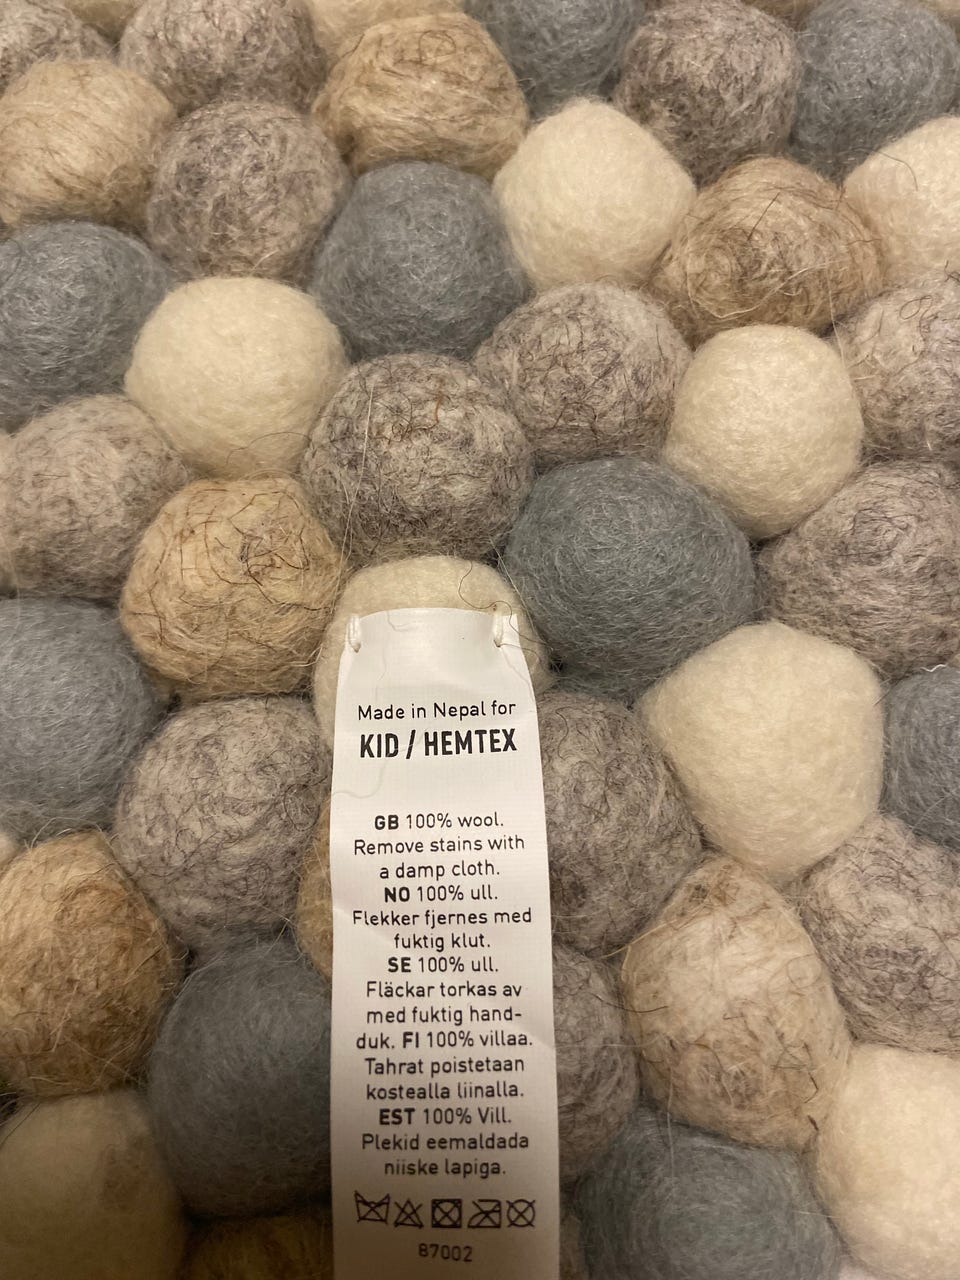 Made in Nepal for
KID / HEMTEX
GB 100% wool.
Remove stains with
a damp cloth.
NO 100% ull.
Flekker fjernes med
fuktig klut.
SE 100% ull.
Fläckar torkas av
med fuktig hand-
duk. FI 100% villaa.
Tahrat poistetaan
kostealla liinalla.
EST 100% Vill.
Plekid eemaldada
niiske lapiga.
87002